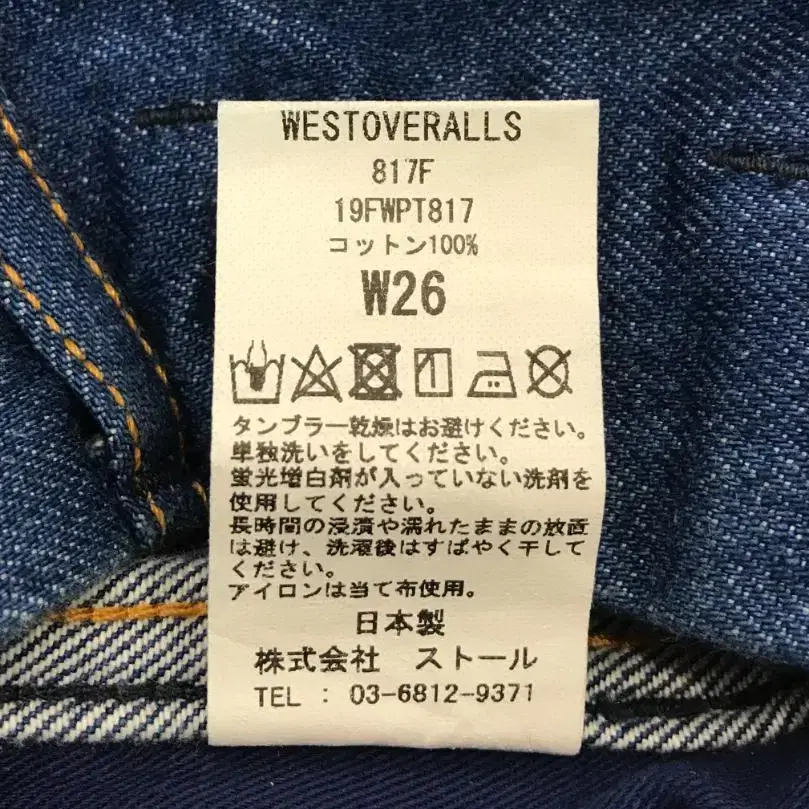 WESTOVERALLS
817F
19FWPT817
コットン100%
W26
タンブラー乾燥はお避けください。
単独洗いをしてください。
蛍光増白剤が入っていない洗剤を
使用してください。
長時間の浸漬や濡れたままの放置
は避け、洗濯後はすばやく干して
ください。
アイロンは当て布使用。
日本製
株式会社　ストール
TEL : 03-6812-9371